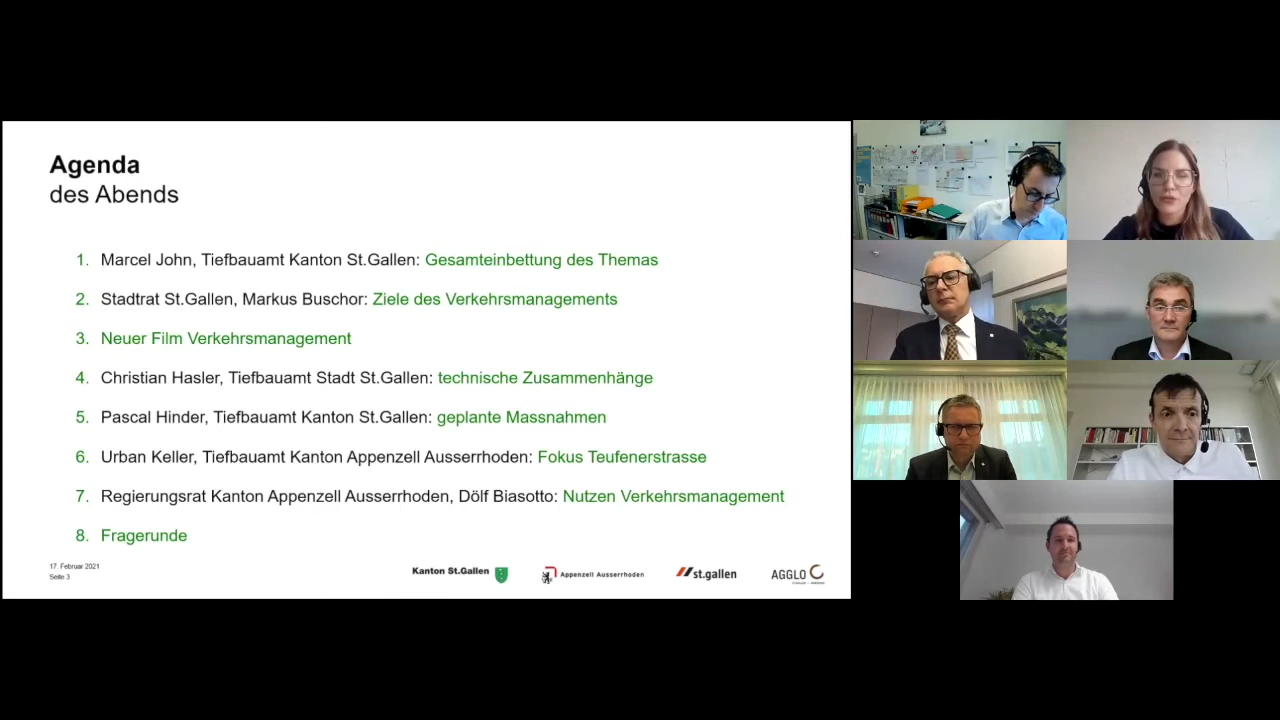 Agenda
des Abends
1. Marcel John, Tiefbauamt Kanton St.Gallen: Gesamteinbettung des Themas
2. Stadtrat St.Gallen, Markus Buschor: Ziele des Verkehrsmanagements
3. Neuer Film Verkehrsmanagement
4. Christian Hasler, Tiefbauamt Stadt St.Gallen: technische Zusammenhänge
5. Pascal Hinder, Tiefbauamt Kanton St.Gallen: geplante Massnahmen
6. Urban Keller, Tiefbauamt Kanton Appenzell Ausserrhoden: Fokus Teufenerstrasse
7. Regierungsrat Kanton Appenzell Ausserrhoden, Dölf Biasotto: Nutzen Verkehrsmanagement
8. Fragerunde
17. Februar 2021
Seite 3
Kanton St.Gallen
Appenzell Ausserrhoden
st.gallen
AGGLO